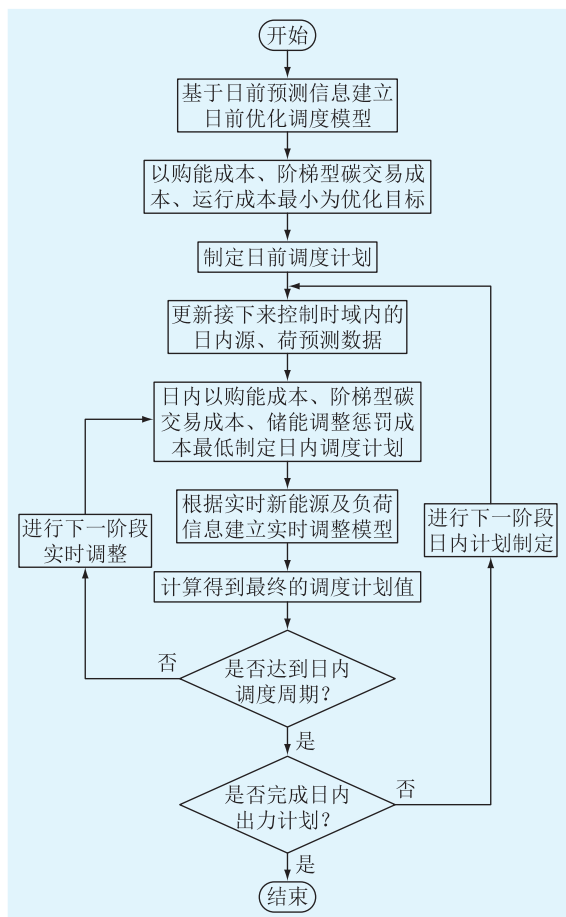 开始
基于日前预测信息建立
日前优化调度模型
以购能成本、阶梯型碳交易成
本、运行成本最小为优化目标
制定日前调度计划
更新接下来控制时域内的
日内源、荷预测数据
日内以购能成本、阶梯型碳
交易成本、储能调整惩罚成
本最低制定日内调度计划
根据实时新能源及负荷
信息建立实时调整模型
进行下一阶段
实时调整
进行下一阶段
日内计划制定
计算得到最终的调度计划值
否
是否达到日内
调度周期？
是
是否完成日内
出力计划？
否
是
结束